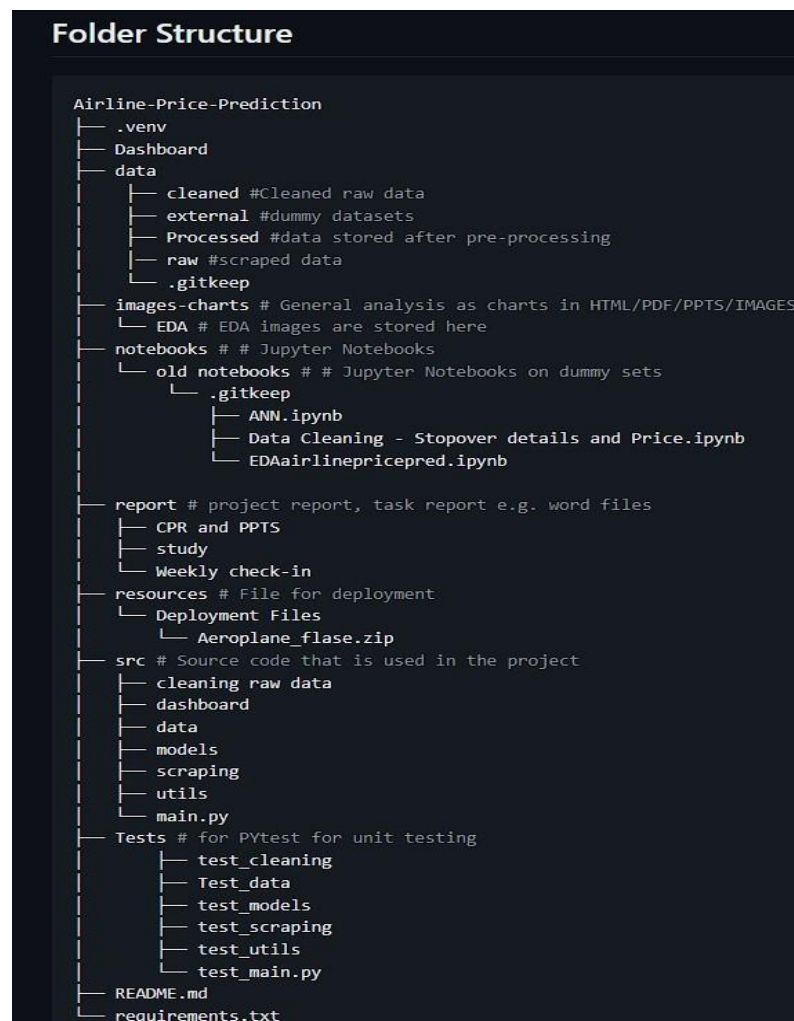 Folder Structure
Airline-Price-Prediction
├── .venv
├── Dashboard
├── data
│   ├── cleaned #Cleaned raw data
│   ├── external #dummy datasets
│   ├── Processed #data stored after pre-processing
│   |── raw #scraped data
│   └── .gitkeep
├── images-charts # General analysis as charts in HTML/PDF/PPTS/IMAGES
│   └── EDA # EDA images are stored here
├── notebooks # # Jupyter Notebooks
│   └── old notebooks # # Jupyter Notebooks on dummy sets
│       └── .gitkeep
│           ├── ANN.ipynb
│           ├── Data Cleaning - Stopover details and Price.ipynb
│           └── EDAairlinepricepred.ipynb
│
├── report # project report, task report e.g. word files
│   ├── CPR and PPTS
│   ├── study
│   └── Weekly check-in
├── resources # File for deployment
│   └── Deployment Files
│       └── Aeroplane_flase.zip
├── src # Source code that is used in the project
│   ├── cleaning raw data
│   ├── dashboard
│   ├── data
│   ├── models
│   ├── scraping
│   ├── utils
│   └── main.py
├── Tests # for PYtest for unit testing
│       ├── test_cleaning
│       ├── Test_data
│       ├── test_models
│       ├── test_scraping
│       ├── test_utils
│       └── test_main.py
├── README.md
└── requirements.txt